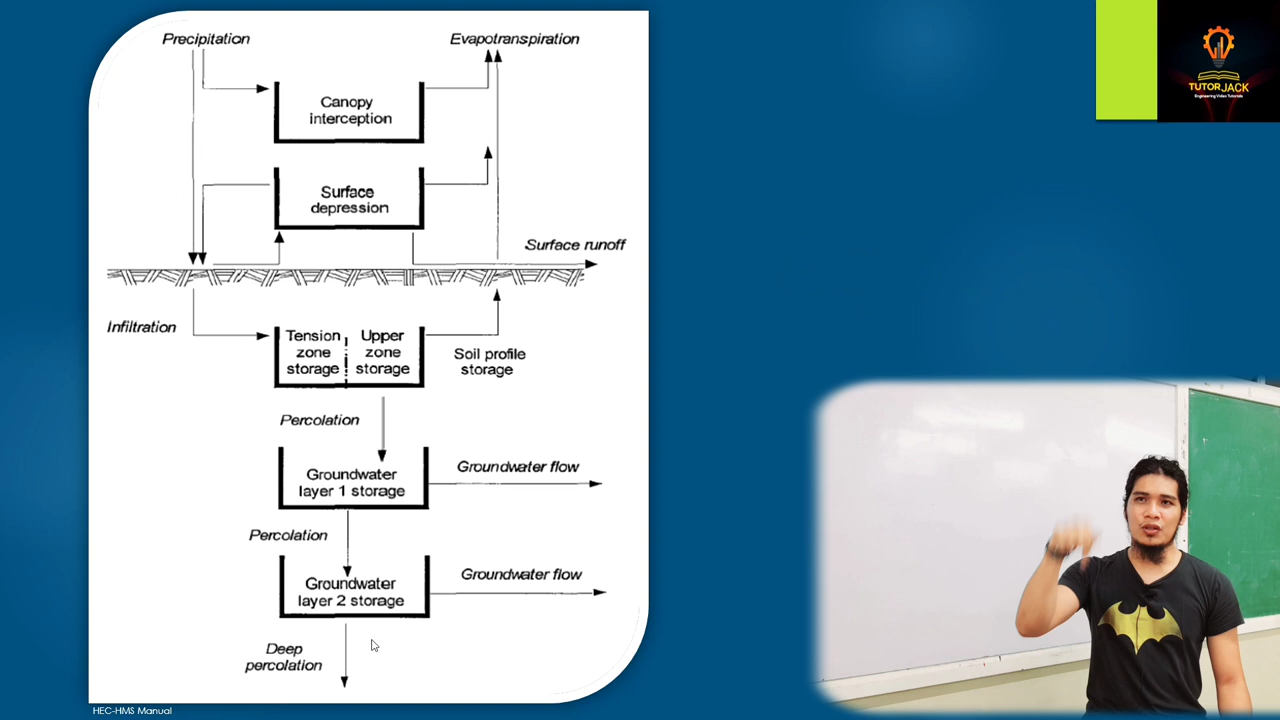 Precipitation
Evapotranspiration
Canopy
interception
Surface
depression
Surface runoff
Infiltration
Tension
zone
storage
Upper
zone
storage
Soil profile
storage
Percolation
Groundwater
layer 1 storage
Groundwater flow
Percolation
Groundwater
layer 2 storage
Groundwater flow
Deep
percolation
HEC-HMS Manual
TUTORJACK
Engineering Video Tutorials